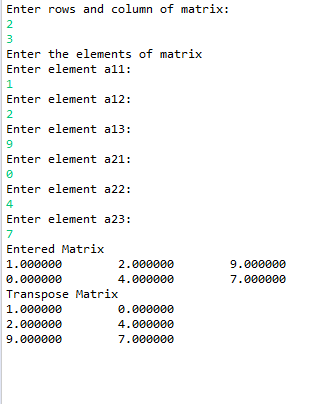 Enter rows and column of matrix:
2
3
Enter the elements of matrix
Enter element a11:
1
Enter element a12:
2
Enter element a13:
9
Enter element a21:
0
Enter element a22:
4
Enter element a23:
7
Entered Matrix
1.000000 2.000000 9.000000
0.000000 4.000000 7.000000
Transpose Matrix
1.000000 0.000000
2.000000 4.000000
9.000000 7.000000